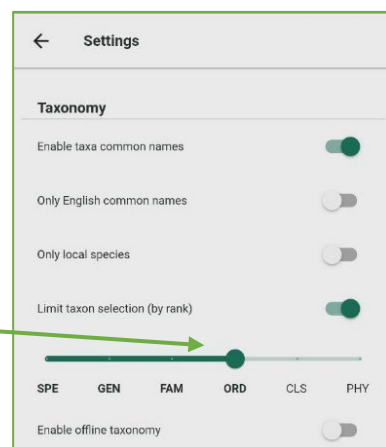 Settings
Taxonomy
Enable taxa common names
Only English common names
Only local species
Limit taxon selection (by rank)
SPE GEN FAM ORD CLS PHY
Enable offline taxonomy